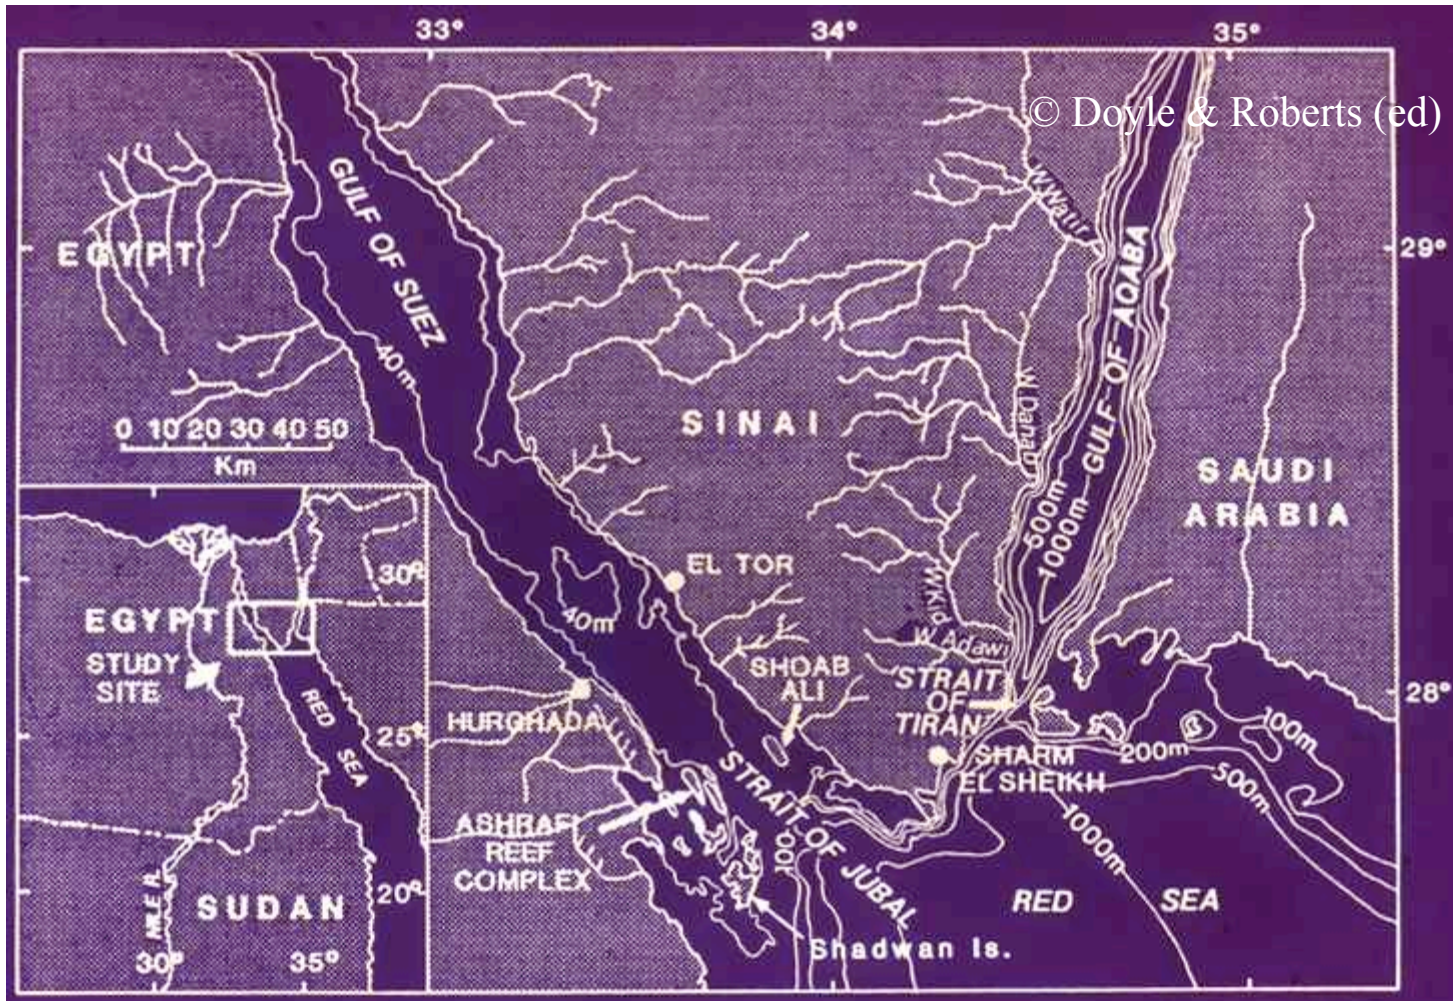 33°
34°
35°
© Doyle & Roberts (ed)
W.Watir
GULF OF SUEZ
GULF OF AQABA
EGYPT
29°
40m
0 10 20 30 40 50
Km
SINAI
W Dahab
SAUDI
ARABIA
500m
1000m
EL TOR
30°
40m
W Kid
EGYPT
W Adawi
STUDY
SITE
SHOAB
ALI
STRAIT
OF
TIRAN
28°
RED
SEA
HURGHADA
25°
100m
200m
SHARM
EL SHEIKH
500m
STRAIT OF JUBAL
ASHRAFI
REEF
COMPLEX
1000m
100
20°
SUDAN
NILE R.
RED SEA
Shadwan Is.
30°
35°